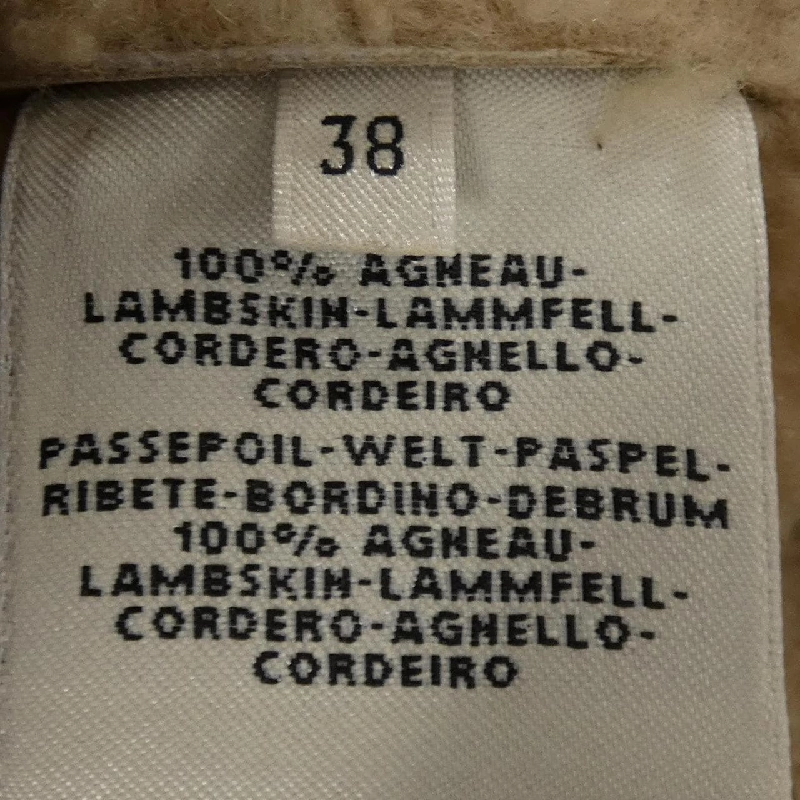 38
100% AGNEAU-
LAMBSKIN-LAMMFELL-
CORDERO-AGNELLO-
CORDEIRO
PASSEPOIL-WELT-PASPEL-
RIBETE-BORDINO-DEBRUM
100% AGNEAU-
LAMBSKIN-LAMMFELL-
CORDERO-AGNELLO-
CORDEIRO